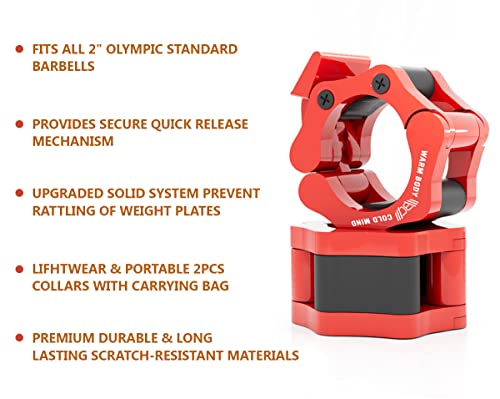 FITS ALL 2" OLYMPIC STANDARD
BARBELLS
PROVIDES SECURE QUICK RELEASE
MECHANISM
UPGRADED SOLID SYSTEM PREVENT
RATTLING OF WEIGHT PLATES
LIFHTWEAR & PORTABLE 2PCS
COLLARS WITH CARRYING BAG
PREMIUM DURABLE & LONG
LASTING SCRATCH-RESISTANT MATERIALS
WARM BODY
COLD MIND